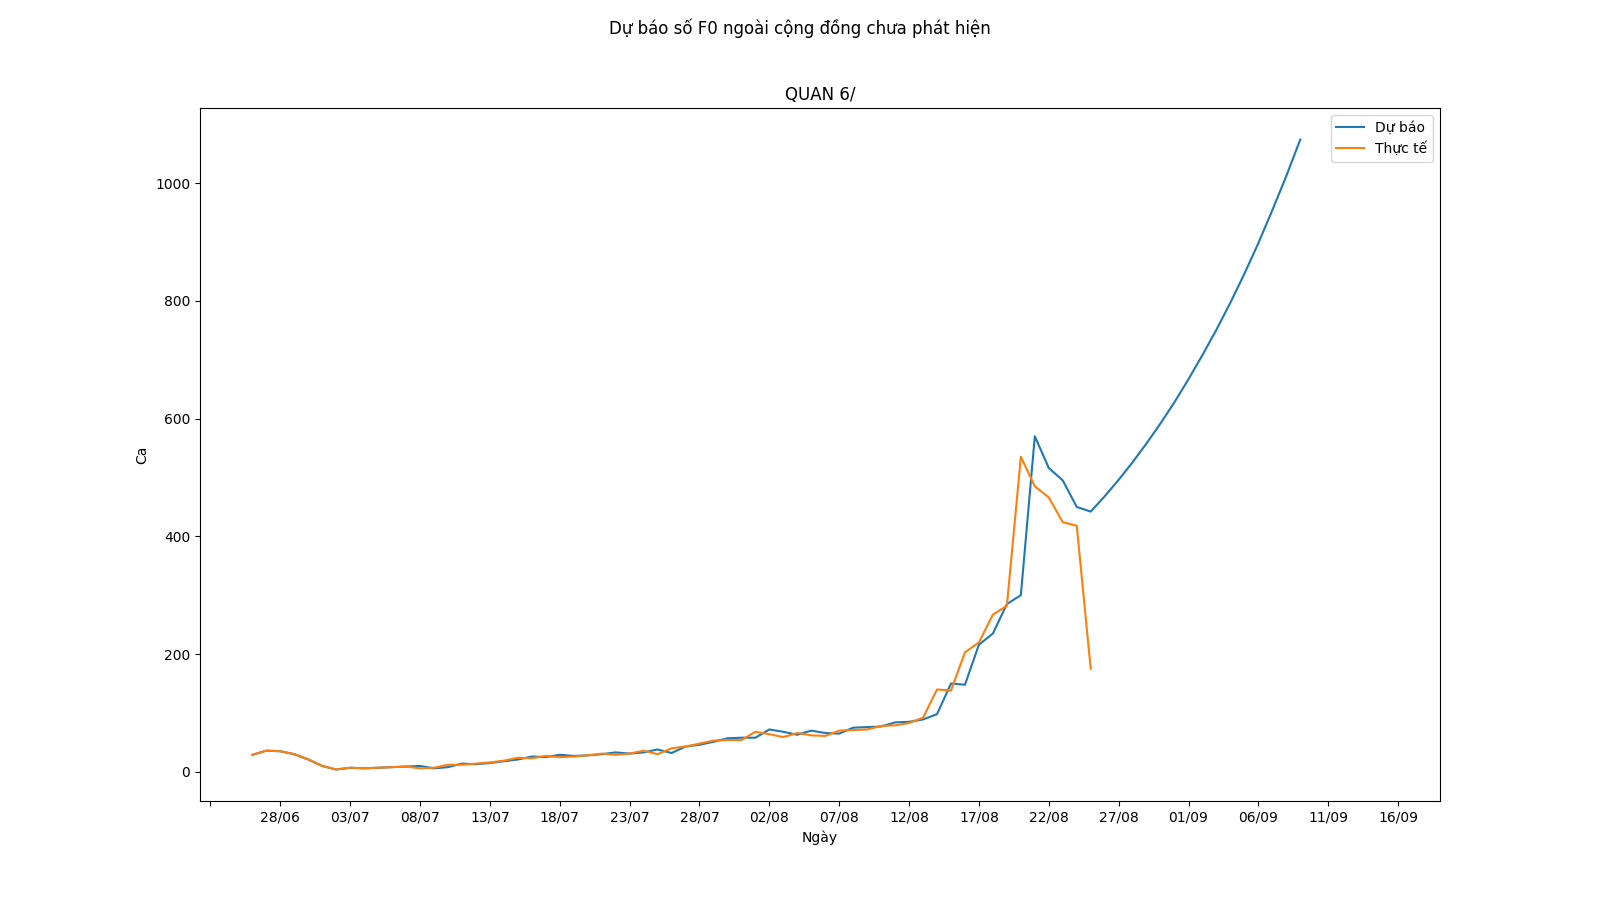 Dự báo số F0 ngoài cộng đồng chưa phát hiện
QUAN 6/
Dự báo
Thực tế
1000
800
600
400
200
0
Ca
28/06 03/07 08/07 13/07 18/07 23/07 28/07 02/08 07/08 12/08 17/08 22/08 27/08 01/09 06/09 11/09 16/09
Ngày